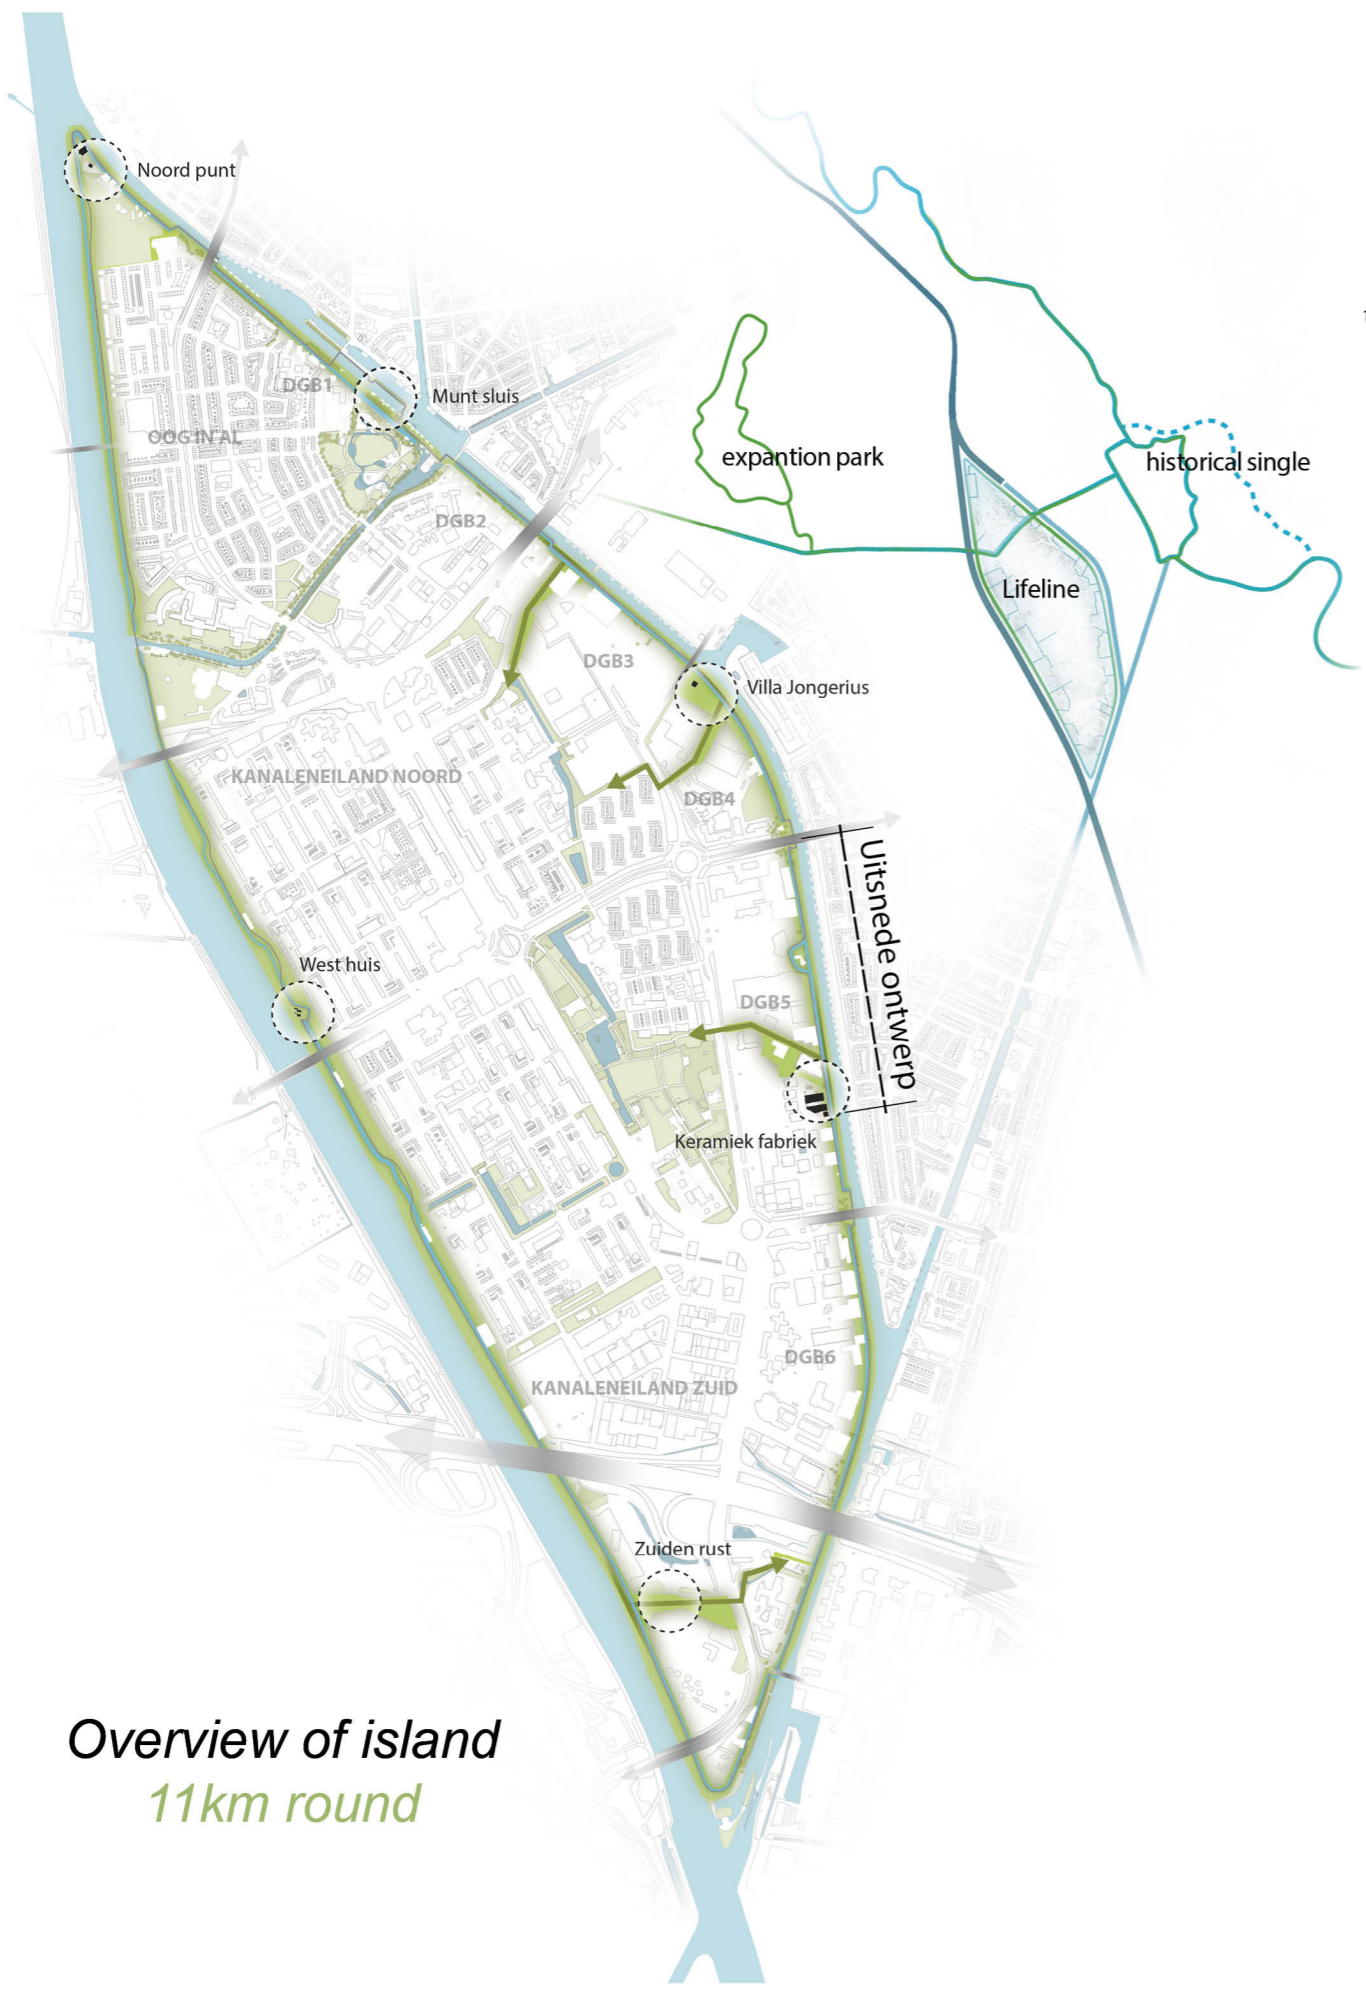 Noord punt
DGB1
Munt sluis
OOG IN AL
expantion park
historical single
DGB2
Lifeline
DGB3
Villa Jongerius
KANALENEILAND NOORD
DGB4
Uitsnede ontwerp
West huis
DGB5
Keramiek fabriek
DGB6
KANALENEILAND ZUID
Zuiden rust
Overview of island
11km round